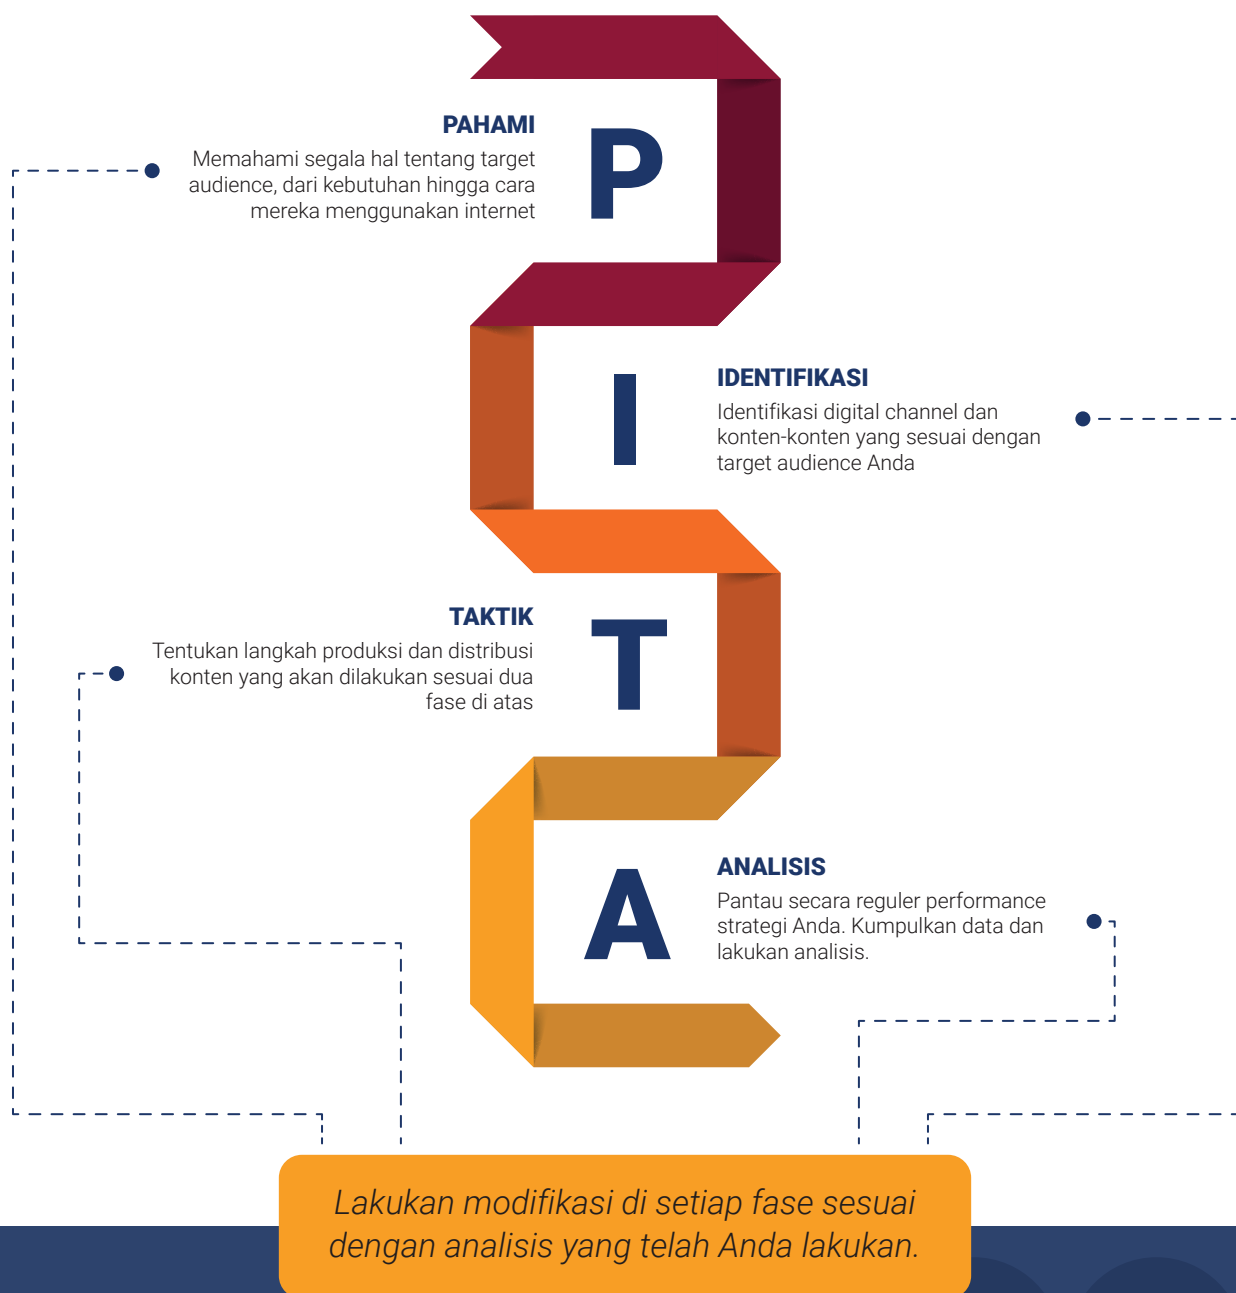 PAHAMI
Memahami segala hal tentang target
audience, dari kebutuhan hingga cara
mereka menggunakan internet
P
I
IDENTIFIKASI
Identifikasi digital channel dan
konten-konten yang sesuai dengan
target audience Anda
TAKTIK
Tentukan langkah produksi dan distribusi
konten yang akan dilakukan sesuai dua
fase di atas
T
A
ANALISIS
Pantau secara reguler performance
strategi Anda. Kumpulkan data dan
lakukan analisis.
Lakukan modifikasi di setiap fase sesuai
dengan analisis yang telah Anda lakukan.